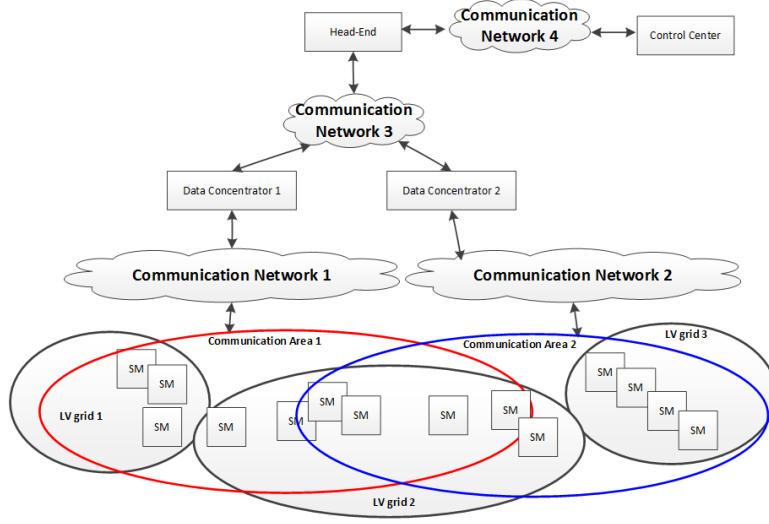 Communication
Network 4
Head-End
Control Center
Communication
Network 3
Data Concentrator 1
Data Concentrator 2
Communication Network 1
Communication Network 2
Communication Area 1
Communication Area 2
LV grid 3
SM
SM
SM
SM
SM
SM
SM
SM
SM
SM
SM
SM
SM
SM
LV grid 1
SM
LV grid 2